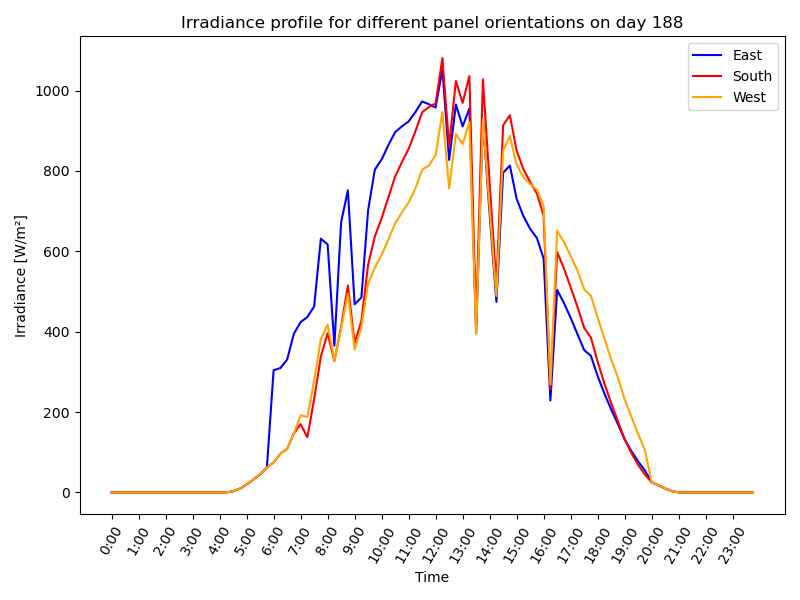 Irradiance profile for different panel orientations on day 188
East
South
West
Irradiance [W/m²]
1000
800
600
400
200
0
0:00 1:00 2:00 3:00 4:00 5:00 6:00 7:00 8:00 9:00 10:00 11:00 12:00 13:00 14:00 15:00 16:00 17:00 18:00 19:00 20:00 21:00 22:00 23:00
Time